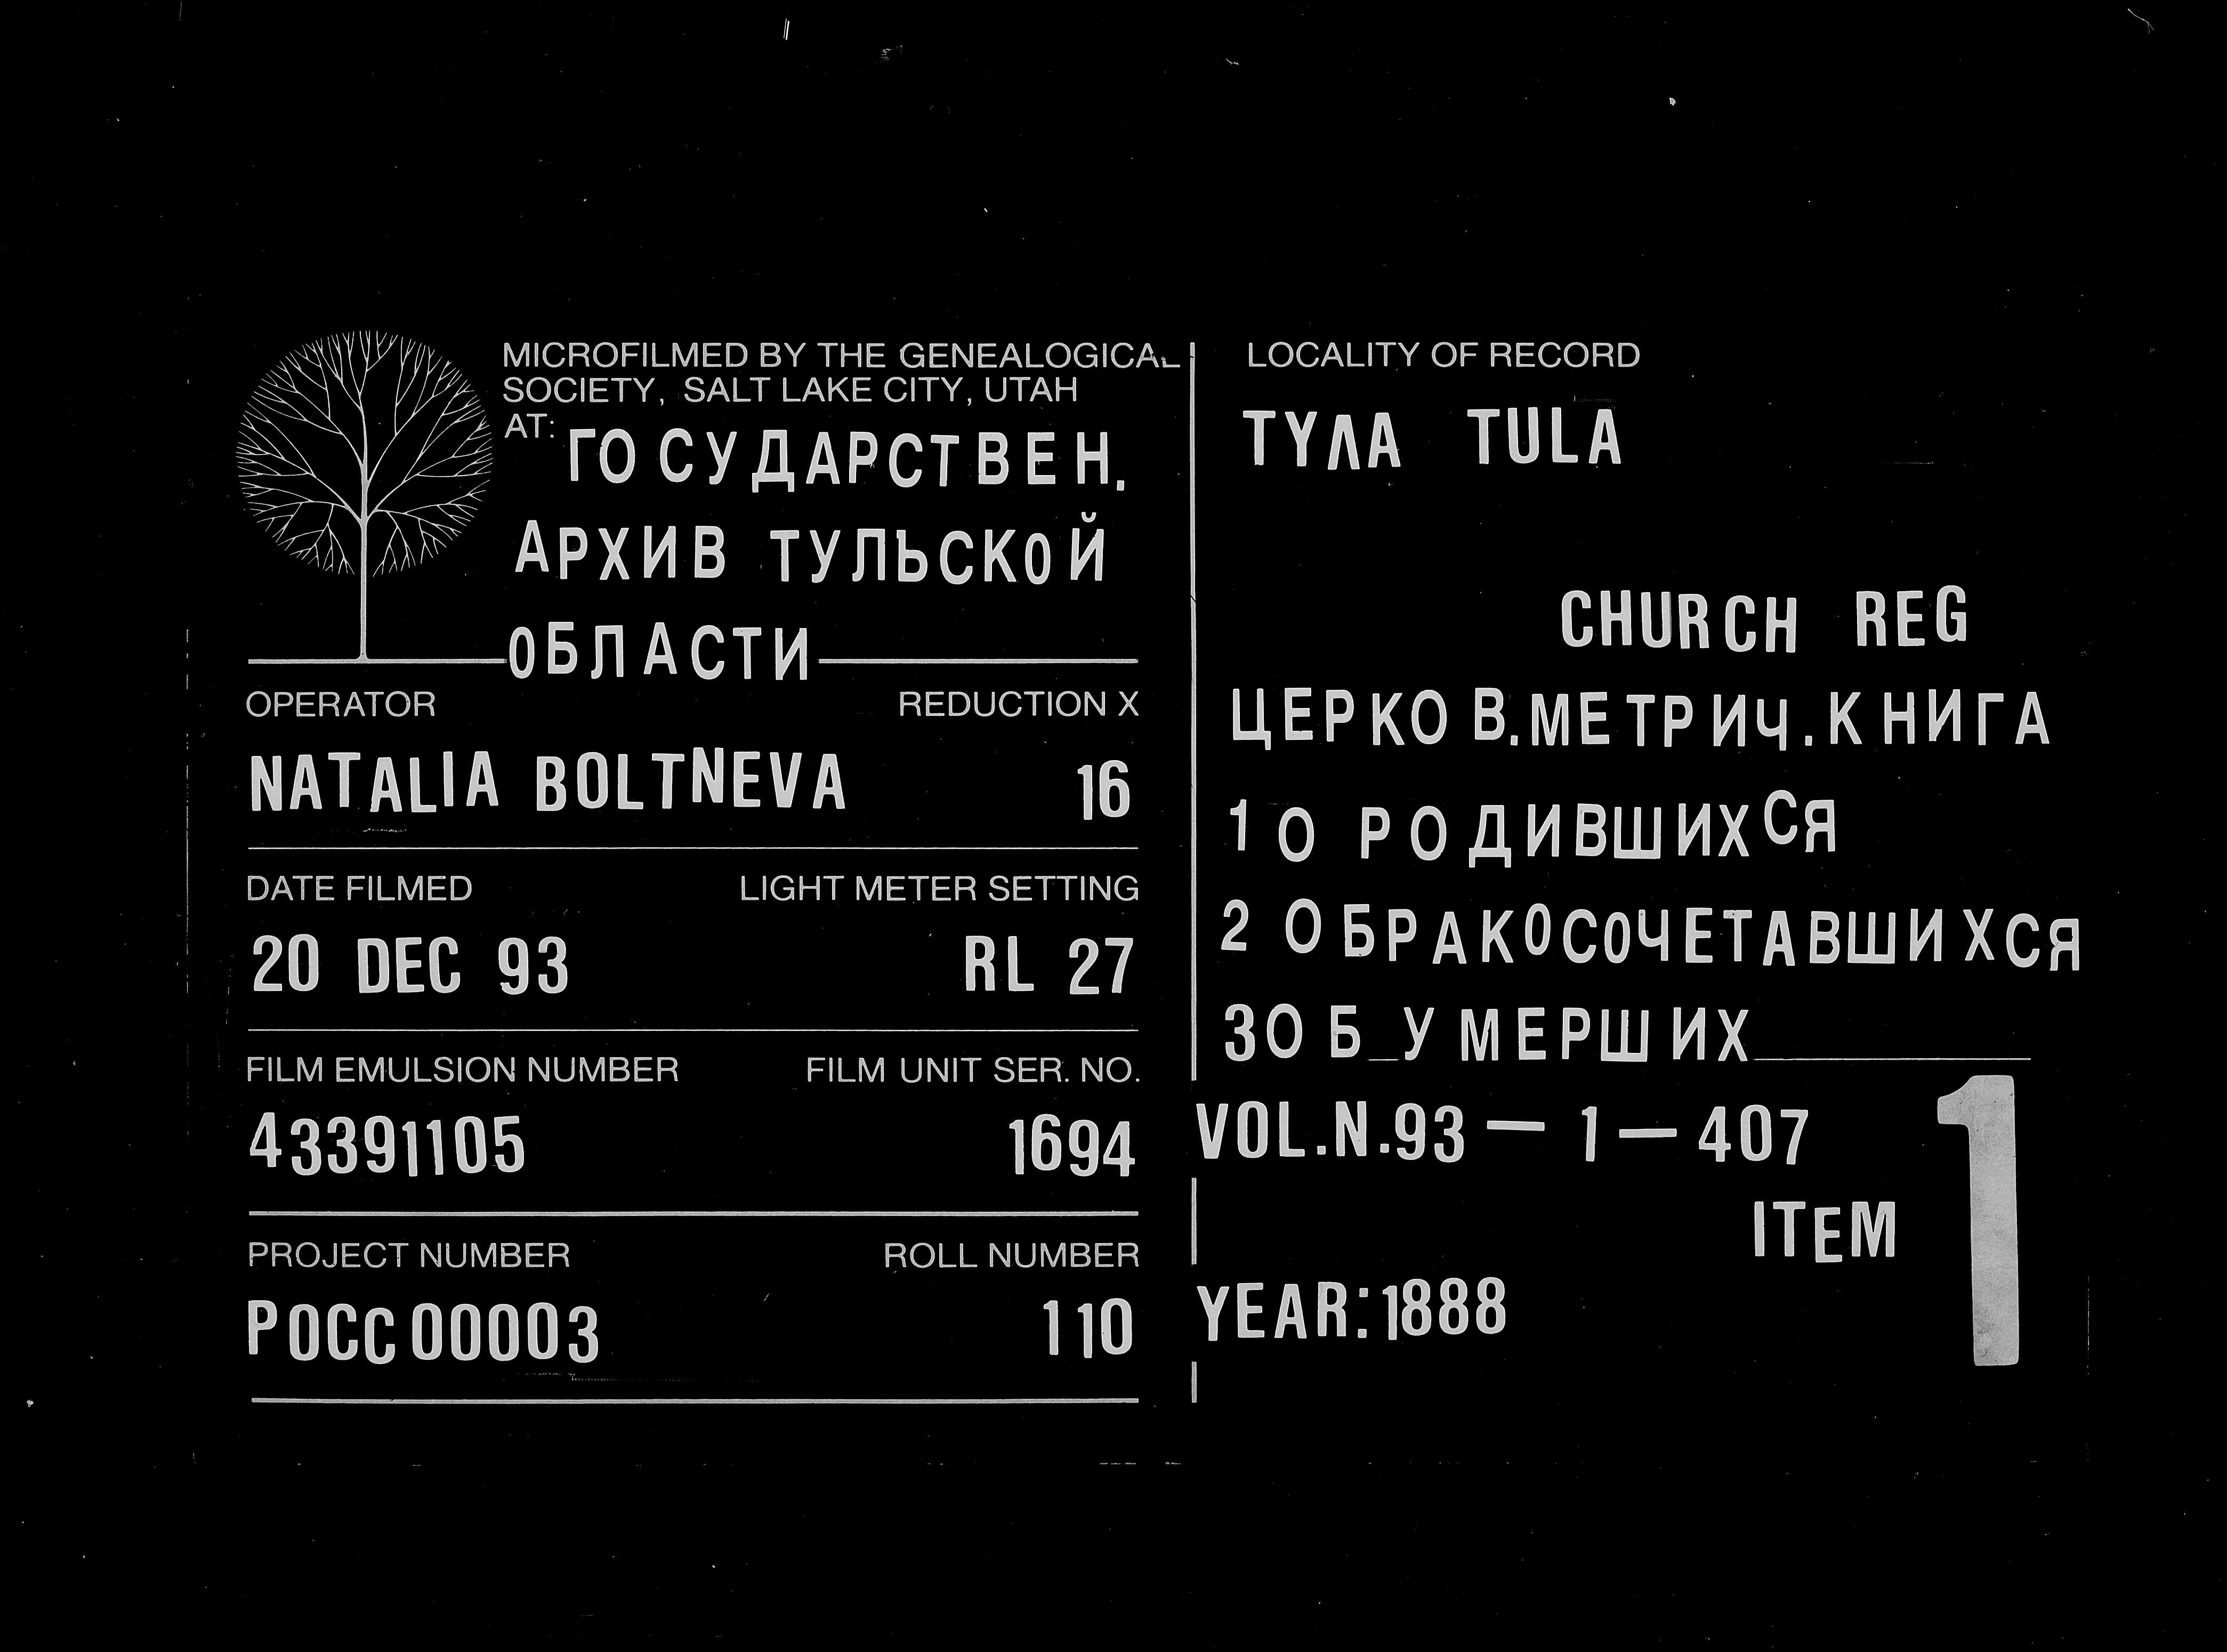 MICROFILMED BY THE GENEALOGICAL
SOCIETY, SALT LAKE CITY, UTAH
AT: ГОСУДАРСТВЕН.
АРХИВ ТУЛЬСКОЙ
ОБЛАСТИ
OPERATOR REDUCTION X
NATALIA BOLTNEVA 16
DATE FILMED LIGHT METER SETTING
20 DEC 93 RL 27
FILM EMULSION NUMBER FILM UNIT SER. NO.
43391105 1694
PROJECT NUMBER ROLL NUMBER
РОСС00003 110
LOCALITY OF RECORD
ТУЛА TULA
CHURCH REG
ЦЕРКОВ.МЕТРИЧ.КНИГА
1 О РОДИВШИХСЯ
2 О БРАКОСОЧЕТАВШИХСЯ
3 ОБ УМЕРШИХ
VOL.N.93 — 1 — 407
ITEM 1
YEAR:1888